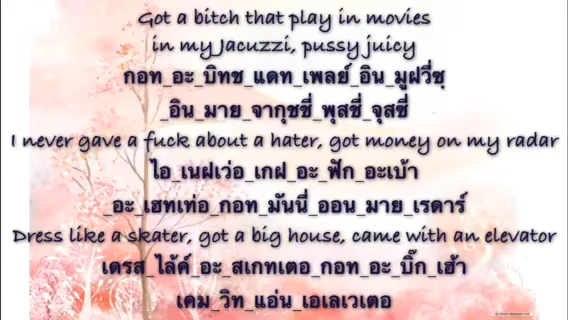 Got a bitch that play in movies
in my Jacuzzi, pussy juicy
กอท_อะ_บิทช_แดท_เพลย์_อิน_มูฝวี่ซฺ
_อิน_มาย_จากุซซี่_พุสซี่_จุสซี่
I never gave a fuck about a hater, got money on my radar
ไอ_เนฝเว่อ_เกฝ_อะ_ฟัก_อะเบ้า
_อะ_เฮทเท่อ_กอท_มันนี่_ออน_มาย_เรดาร์
Dress like a skater, got a big house, came with an elevator
เดรส_ไล้ค์_อะ_สเกทเตอ_กอท_อะ_บิ๊ก_เฮ้า
เคม_วิท_แอ่น_เอเลเวเตอ